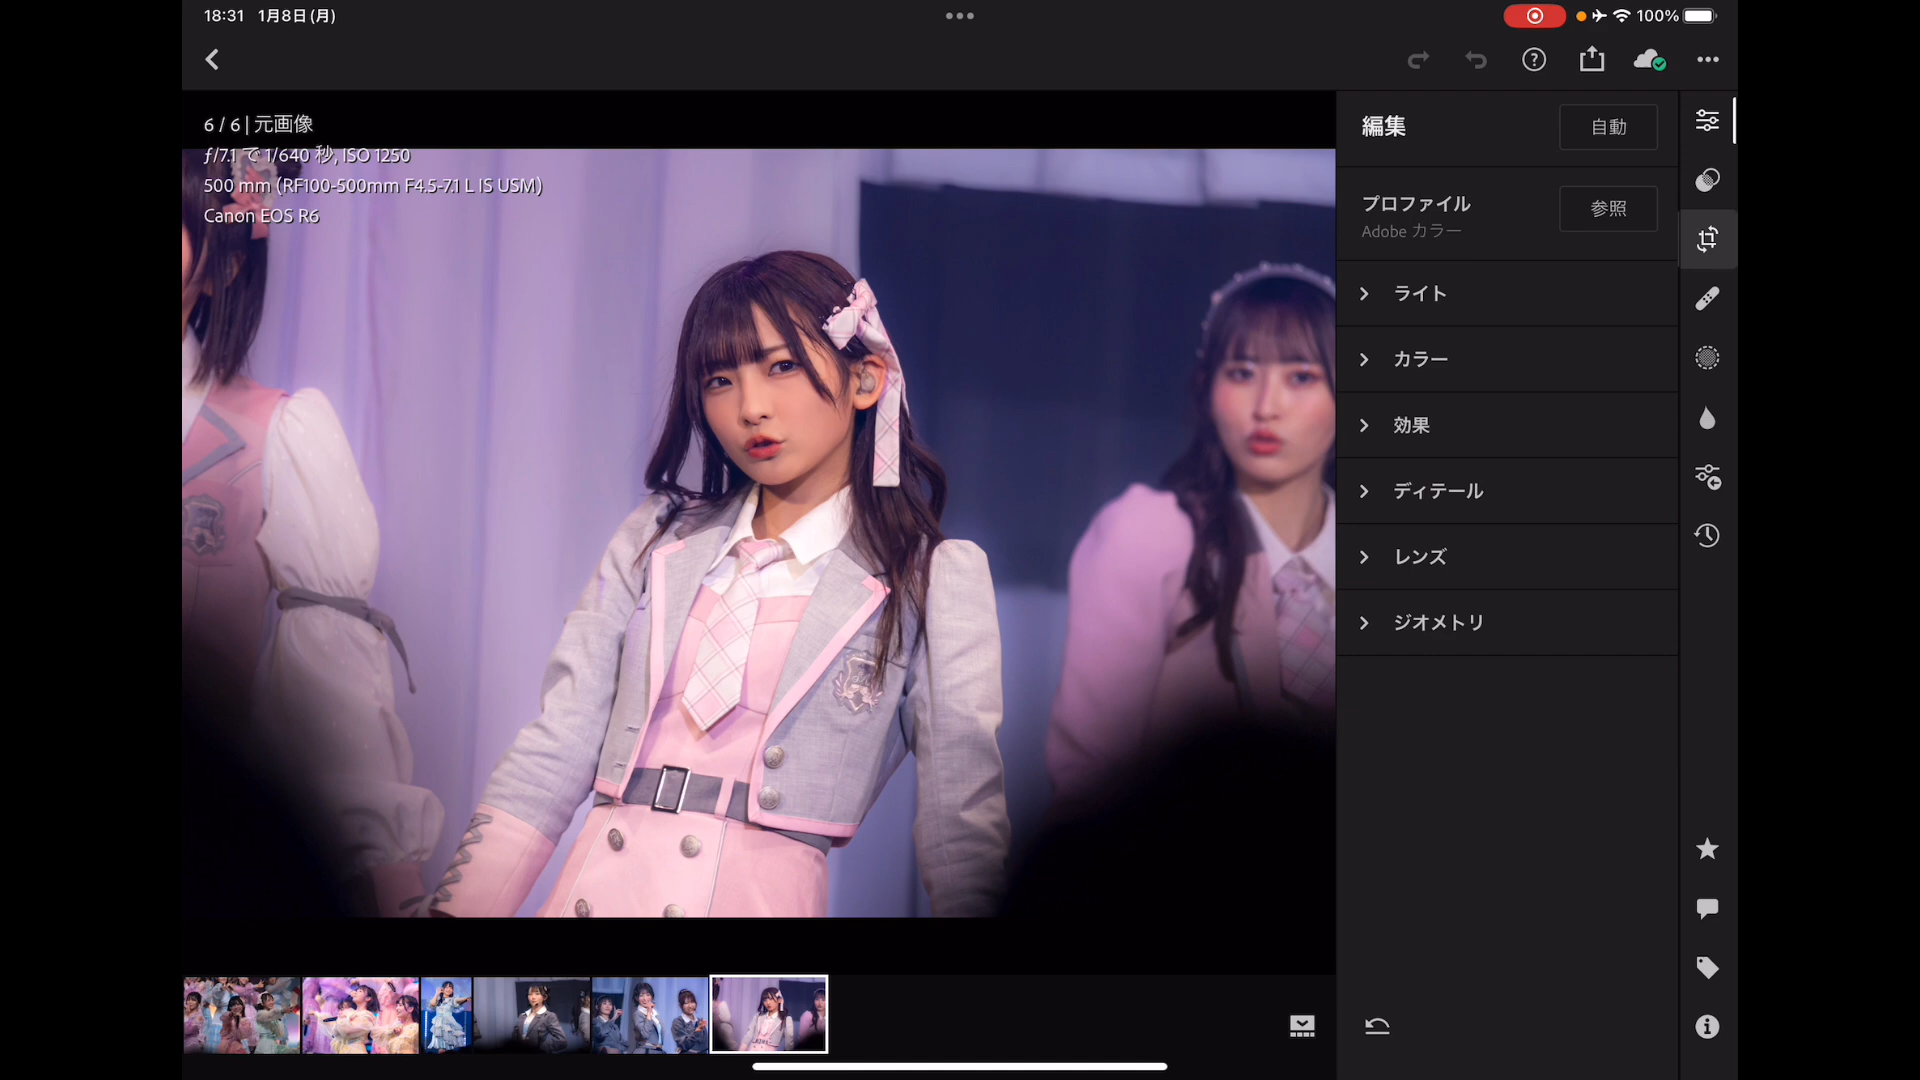 18:31 1月8日(月)
100%
6 / 6 | 元画像
ƒ/7.1 で 1/640 秒, ISO 1250
500 mm (RF100-500mm F4.5-7.1 L IS USM)
Canon EOS R6
編集
自動
プロファイル
参照
Adobe カラー
ライト
カラー
効果
ディテール
レンズ
ジオメトリ